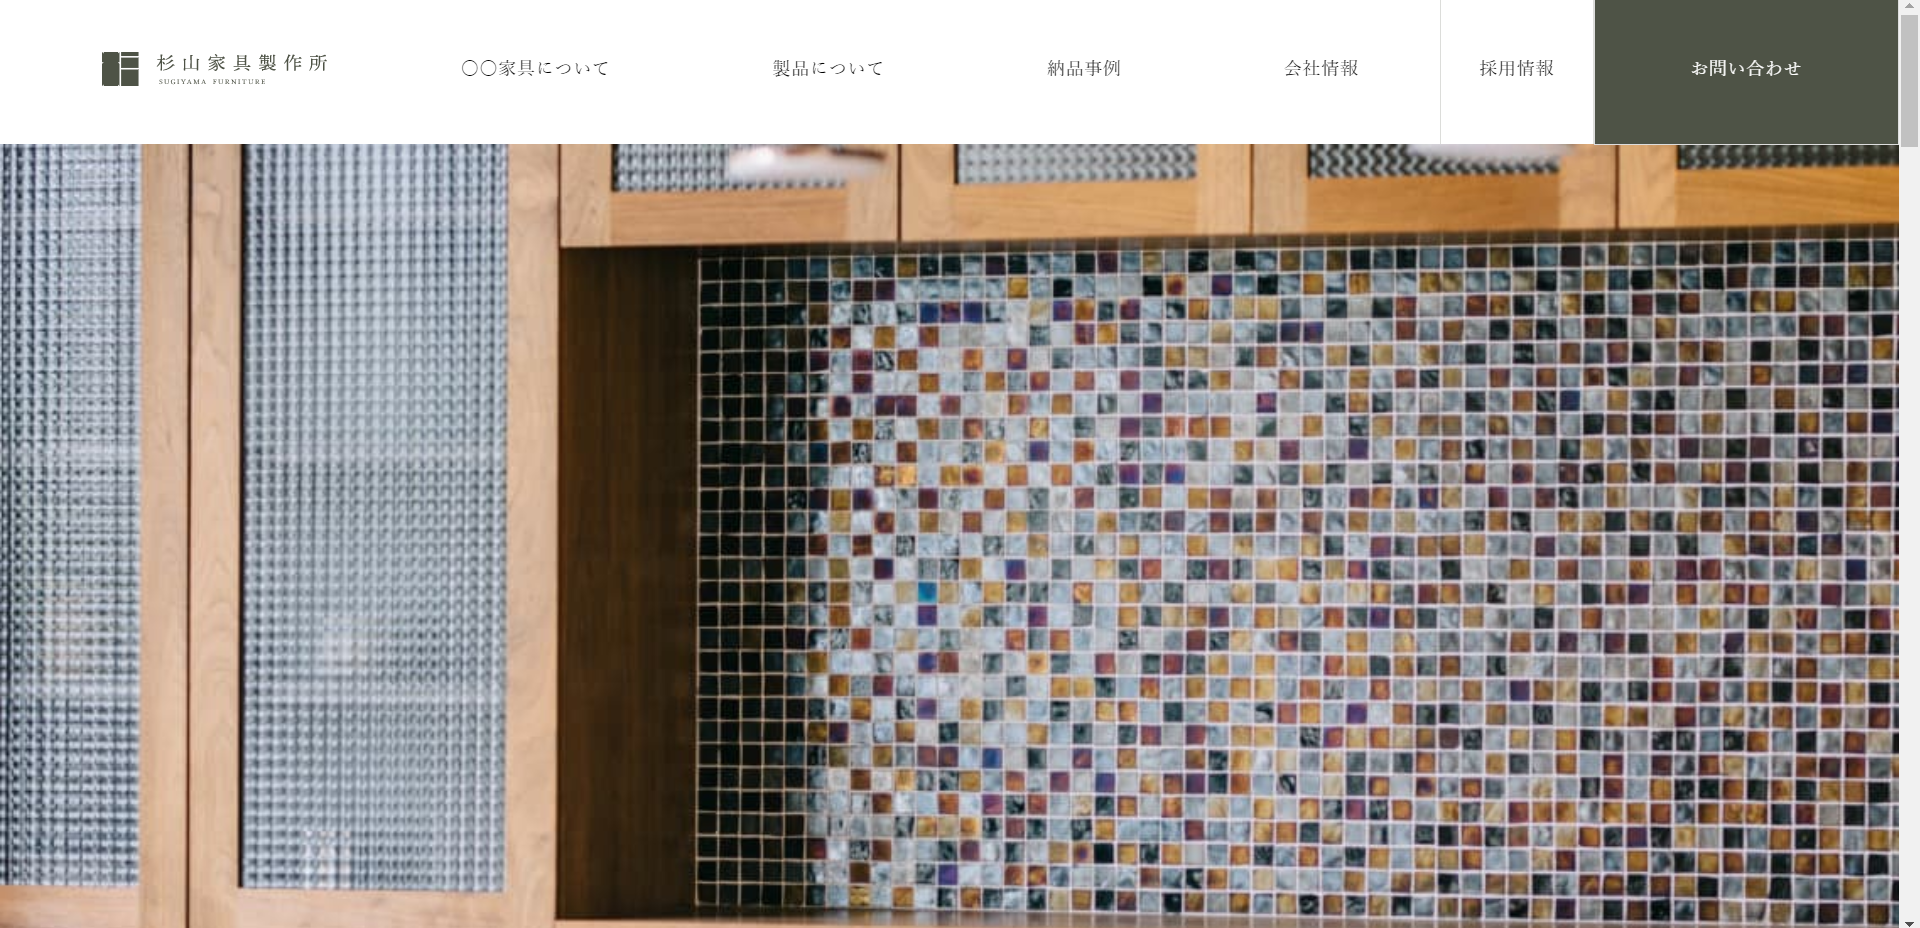 杉山家具製作所
SUGIYAMA FURNITURE
〇〇家具について
製品について
納品事例
会社情報
採用情報
お問い合わせ